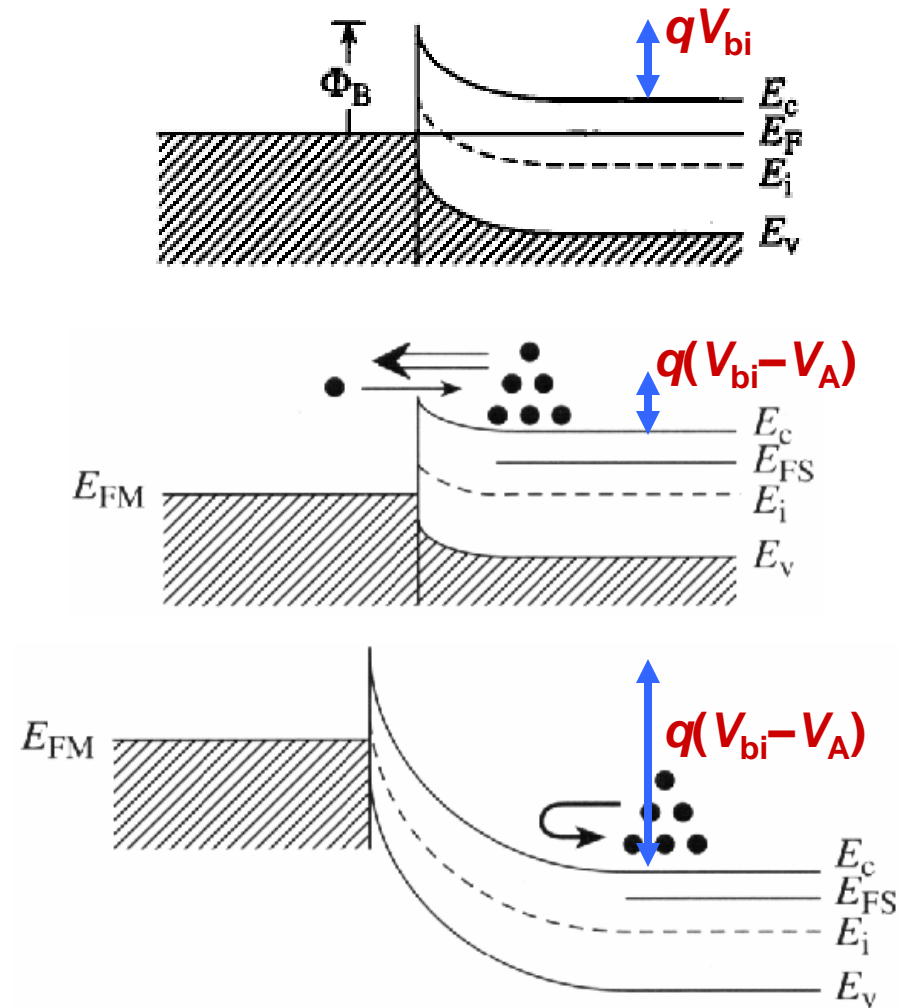 qV_bi
Φ_B
E_c
E_F
E_i
E_v
q(V_bi–V_A)
E_c
E_FS
E_FM
E_i
E_v
q(V_bi–V_A)
E_FM
E_c
E_FS
E_i
E_v